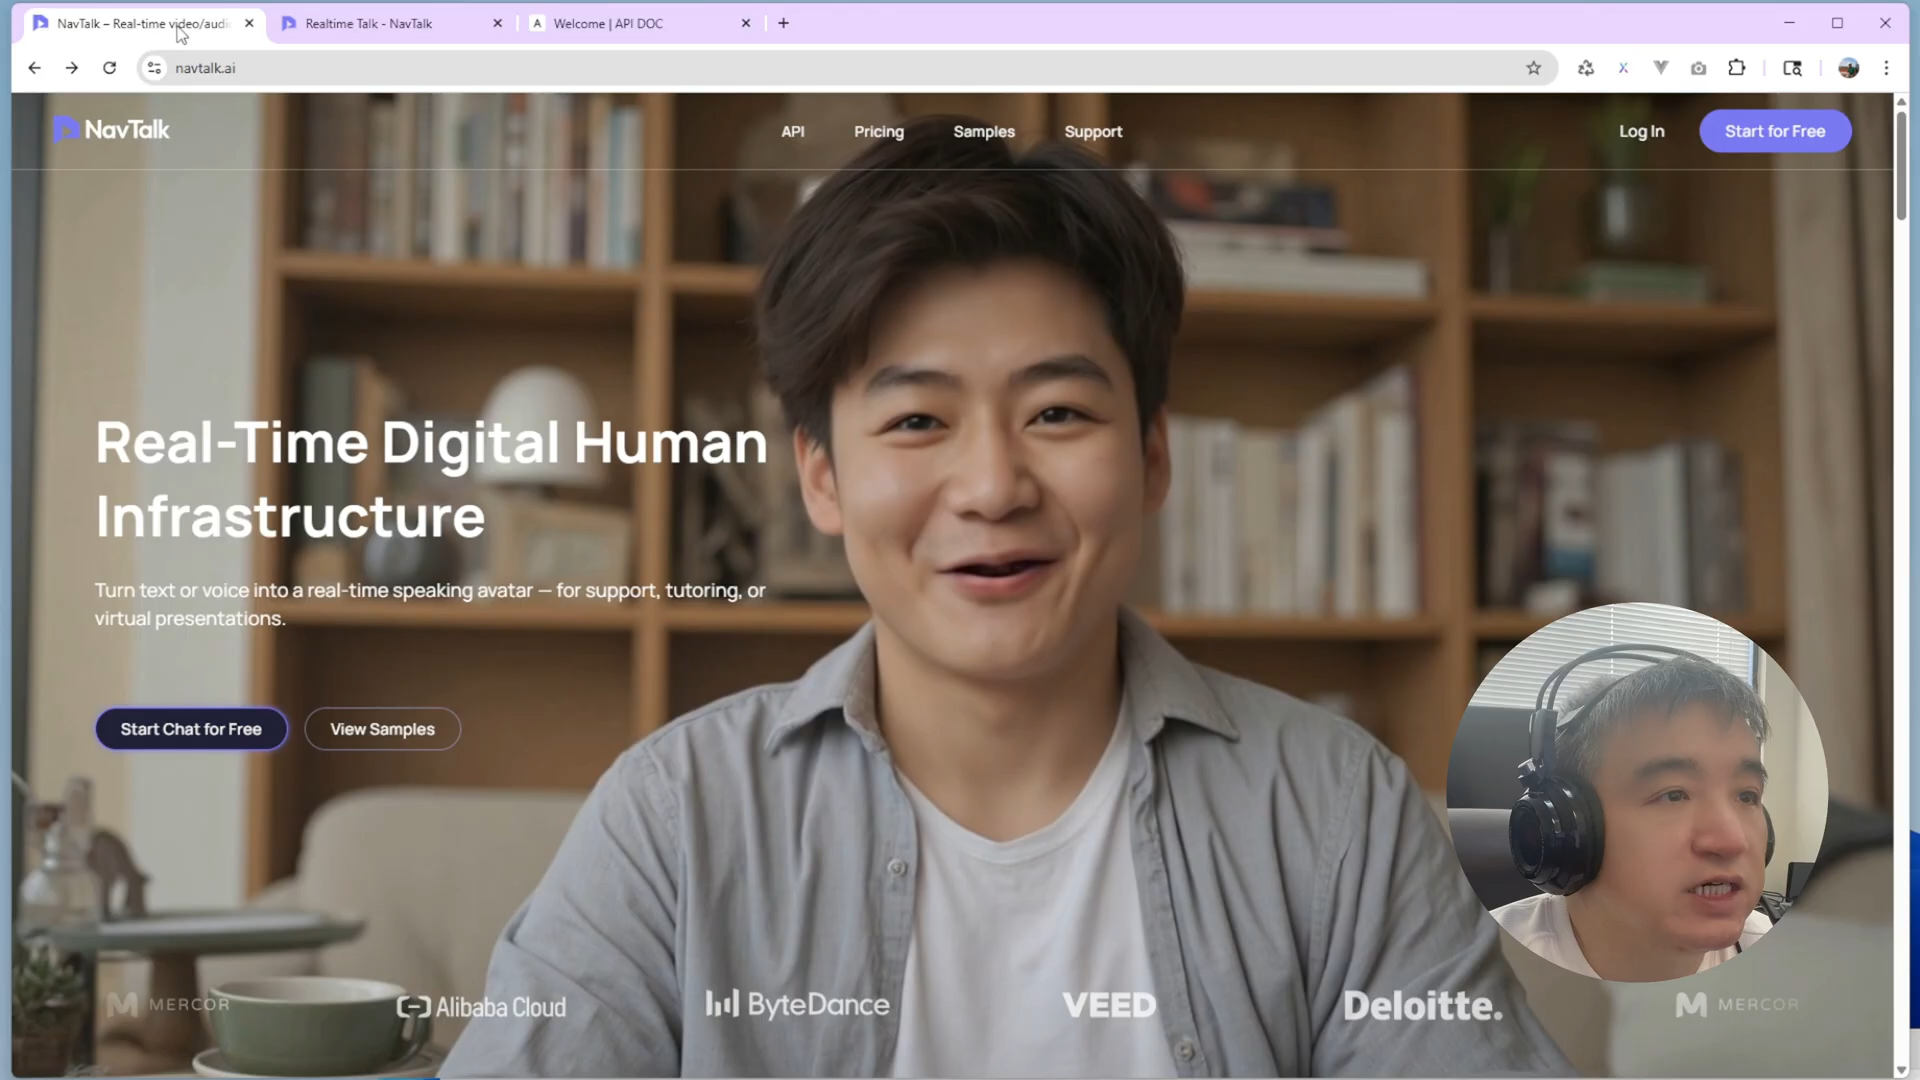 NavTalk – Real-time video/audi
Realtime Talk - NavTalk
Welcome | API DOC
navtalk.ai
NavTalk
API
Pricing
Samples
Support
Log In
Start for Free
Real-Time Digital Human
Infrastructure
Turn text or voice into a real-time speaking avatar — for support, tutoring, or
virtual presentations.
Start Chat for Free
View Samples
MERCOR
Alibaba Cloud
ByteDance
VEED
Deloitte.
MERCOR